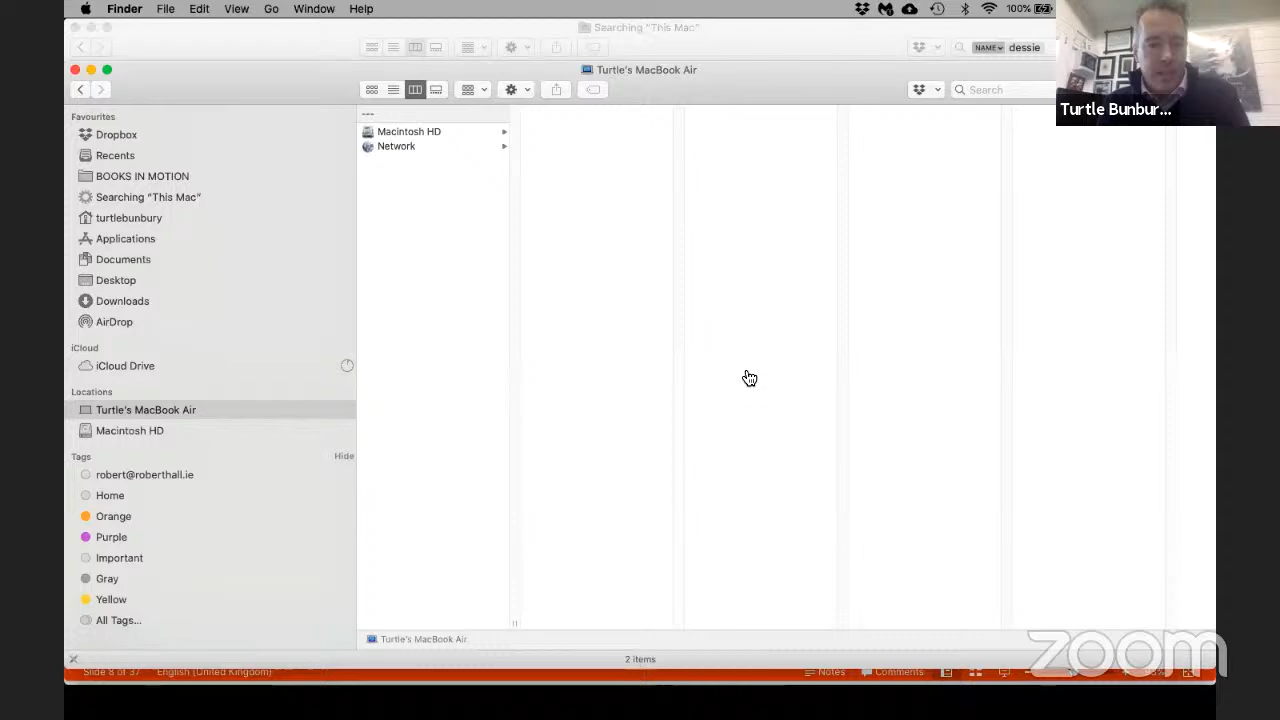 Finder File Edit View Go Window Help 100%
Searching "This Mac"
NAME dessie
Turtle's MacBook Air
Search
Turtle Bunbur...
Favourites
Dropbox
Recents
BOOKS IN MOTION
Searching "This Mac"
turtlebunbury
Applications
Documents
Desktop
Downloads
AirDrop
iCloud
iCloud Drive
Locations
Turtle's MacBook Air
Macintosh HD
Tags
Hide
robert@roberthall.ie
Home
Orange
Purple
Important
Gray
Yellow
All Tags...
---
Macintosh HD
Network
Turtle's MacBook Air
2 items
Slide 8 of 37 English (United Kingdom) Notes Comments
zoom